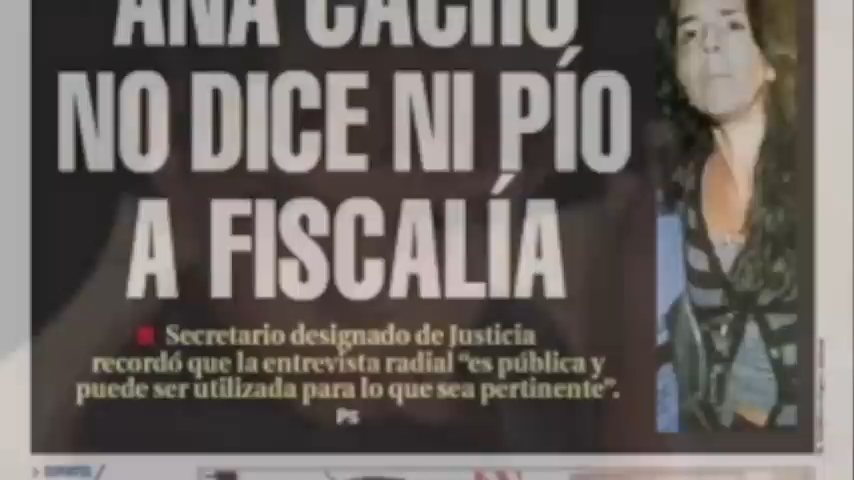 ANA CACHO
NO DICE NI PÍO
A FISCALÍA
Secretario designado de Justicia
recordó que la entrevista radial “es pública y
puede ser utilizada para lo que sea pertinente”.